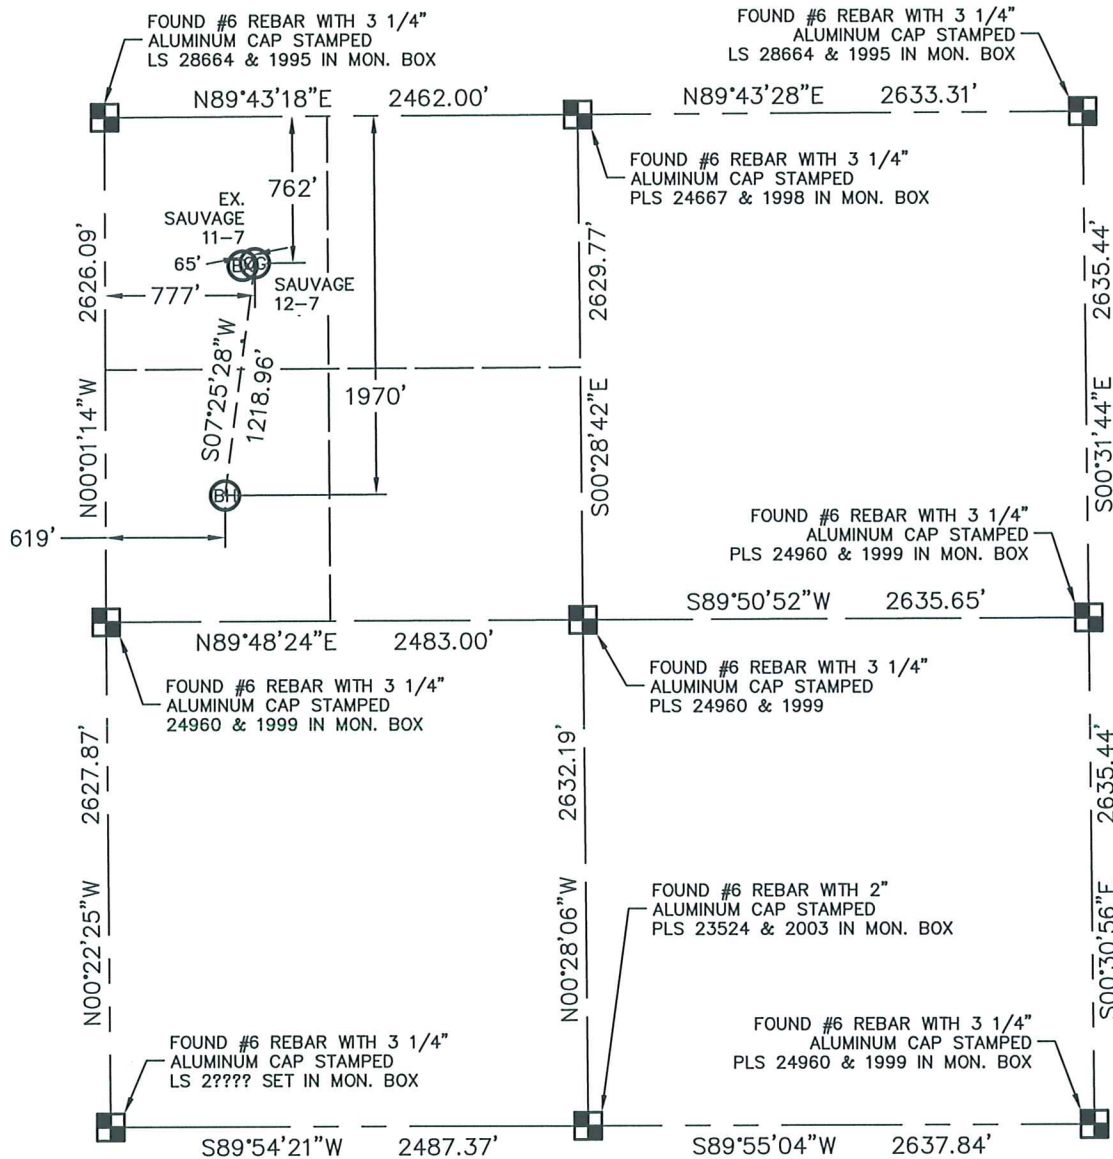 FOUND #6 REBAR WITH 3 1/4"
ALUMINUM CAP STAMPED
LS 28664 & 1995 IN MON. BOX
FOUND #6 REBAR WITH 3 1/4"
ALUMINUM CAP STAMPED
LS 28664 & 1995 IN MON. BOX
N89°43'18"E 2462.00'
N89°43'28"E 2633.31'
FOUND #6 REBAR WITH 3 1/4"
ALUMINUM CAP STAMPED
PLS 24667 & 1998 IN MON. BOX
762'
EX.
SAUVAGE
11-7
65'
SAUVAGE
12-7
777'
2626.09'
N00°01'14"W
S07°25'28"W
1218.96'
1970'
2629.77'
S00°28'42"E
2635.44'
S00°31'44"E
BH
619'
FOUND #6 REBAR WITH 3 1/4"
ALUMINUM CAP STAMPED
PLS 24960 & 1999 IN MON. BOX
N89°48'24"E 2483.00'
S89°50'52"W 2635.65'
FOUND #6 REBAR WITH 3 1/4"
ALUMINUM CAP STAMPED
24960 & 1999 IN MON. BOX
FOUND #6 REBAR WITH 3 1/4"
ALUMINUM CAP STAMPED
PLS 24960 & 1999
2627.87'
N00°22'25"W
2632.19'
N00°28'06"W
2635.44'
S00°30'56"E
FOUND #6 REBAR WITH 2"
ALUMINUM CAP STAMPED
PLS 23524 & 2003 IN MON. BOX
FOUND #6 REBAR WITH 3 1/4"
ALUMINUM CAP STAMPED
LS 2???? SET IN MON. BOX
FOUND #6 REBAR WITH 3 1/4"
ALUMINUM CAP STAMPED
PLS 24960 & 1999 IN MON. BOX
S89°54'21"W 2487.37'
S89°55'04"W 2637.84'